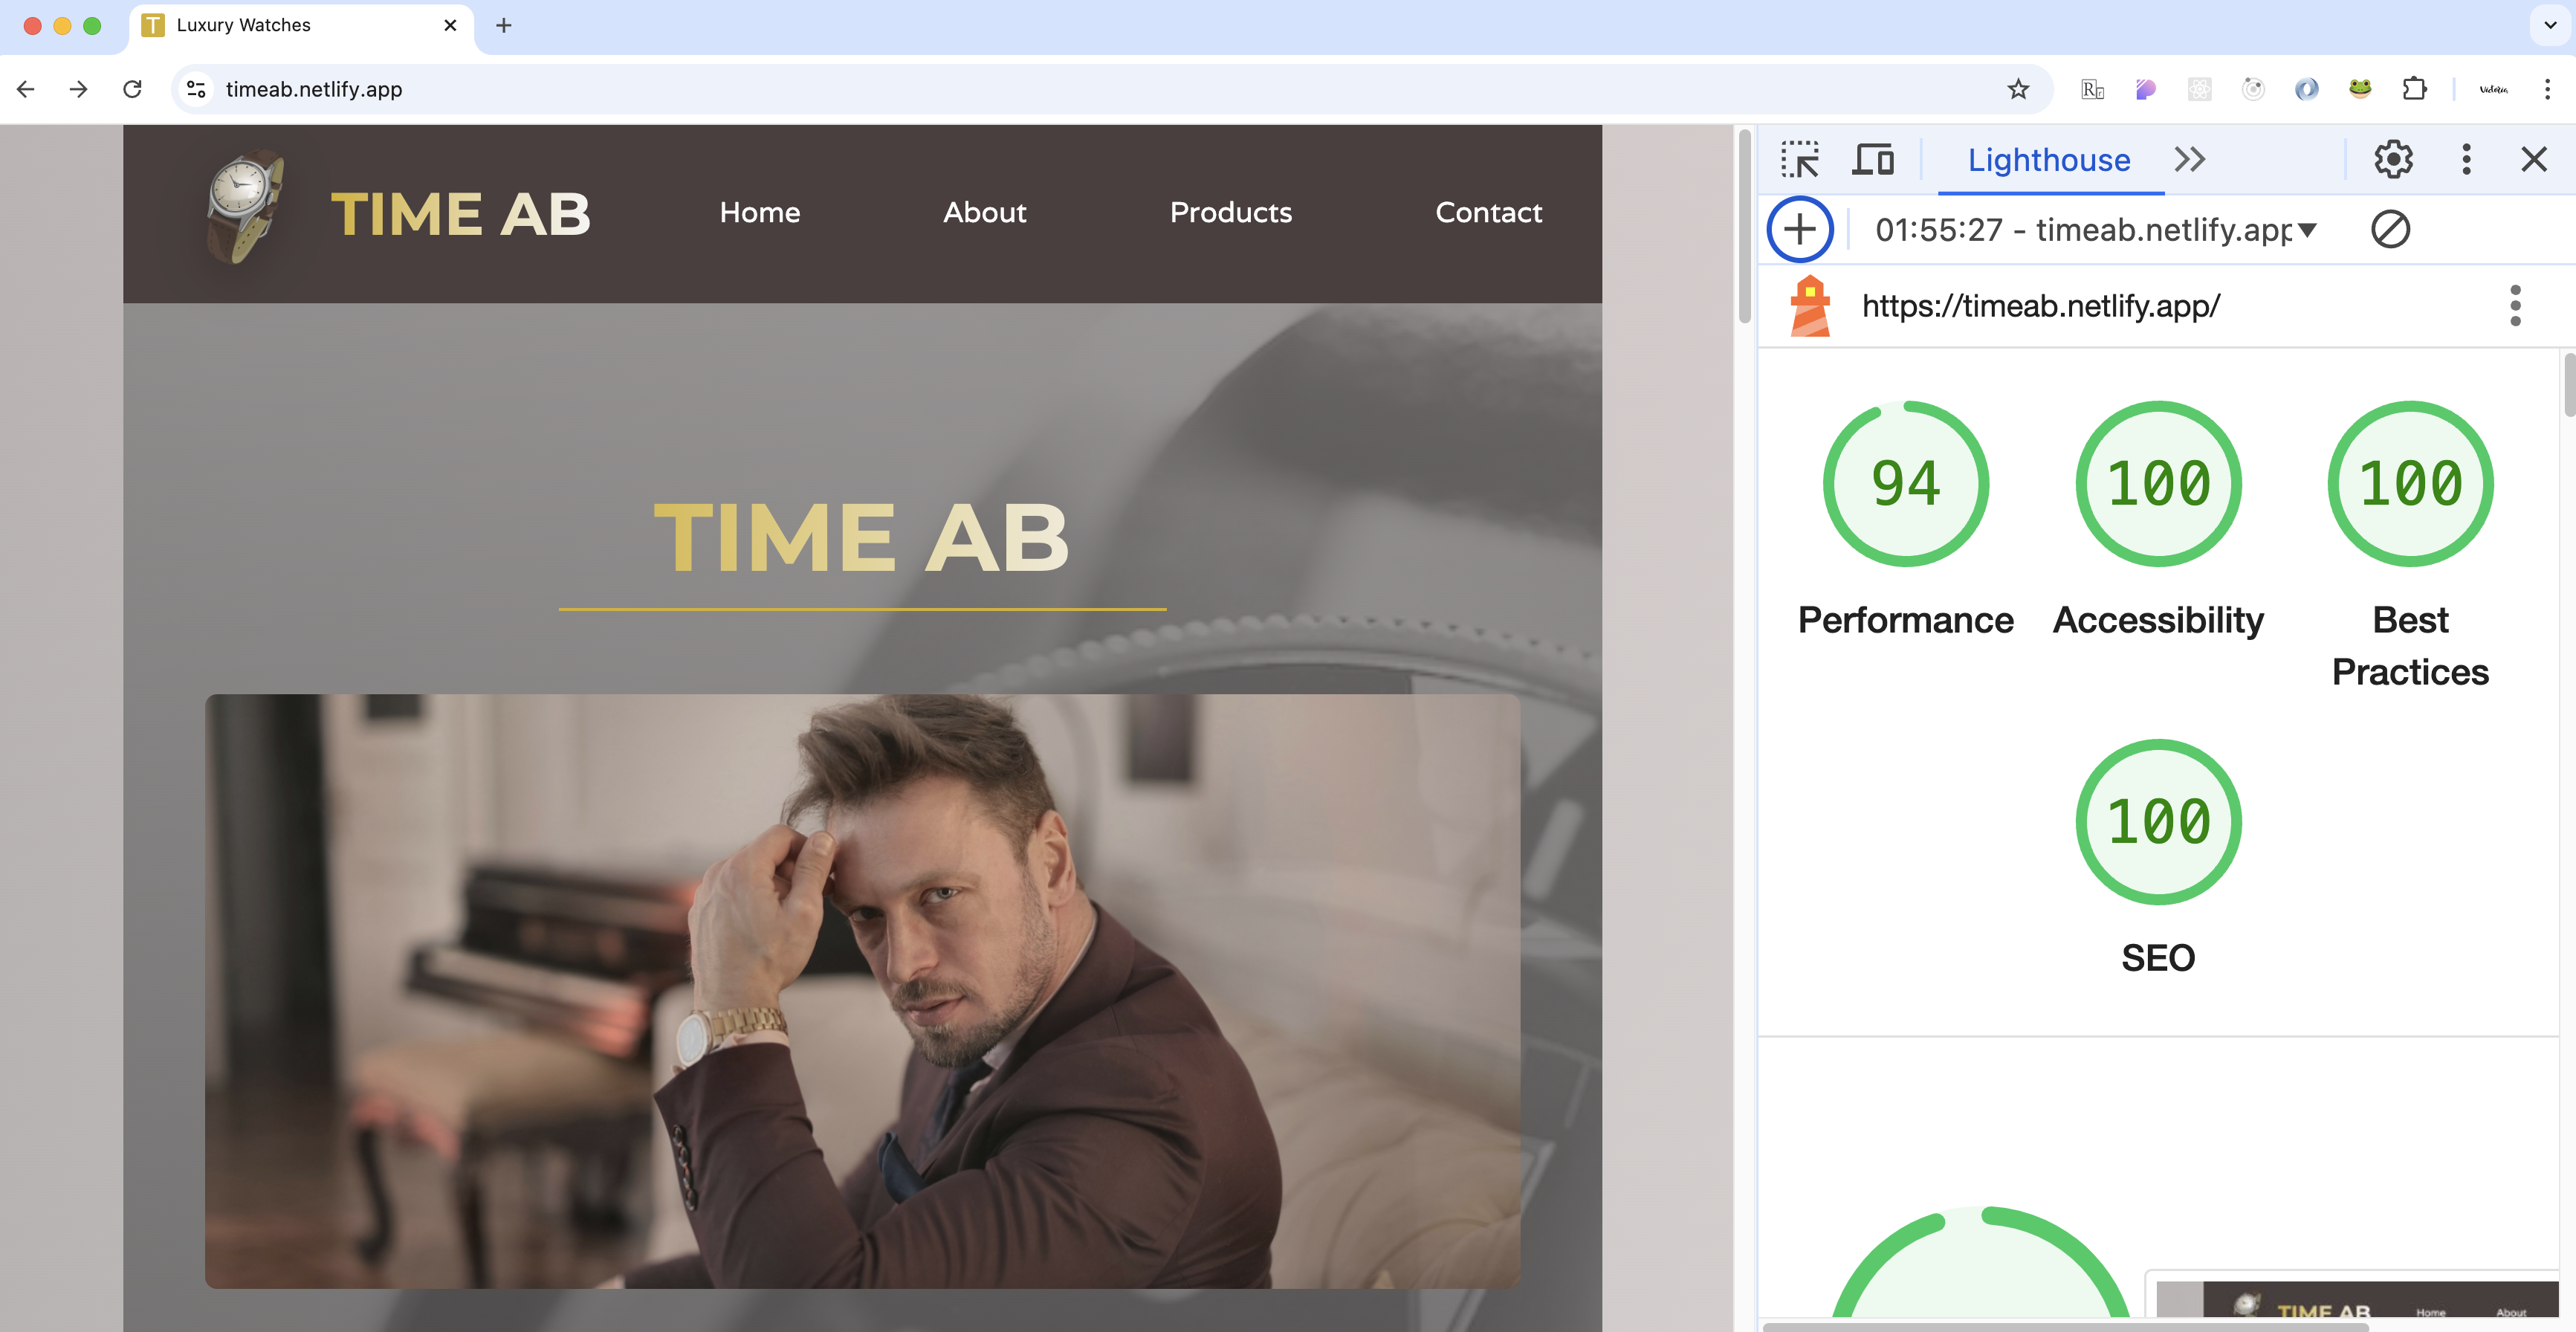 T Luxury Watches
timeab.netlify.app
Victoria
TIME AB
Home
About
Products
Contact
TIME AB
Lighthouse
01:55:27 - timeab.netlify.app
https://timeab.netlify.app/
94
100
100
Performance
Accessibility
Best
Practices
100
SEO
TIME AB
Home
About